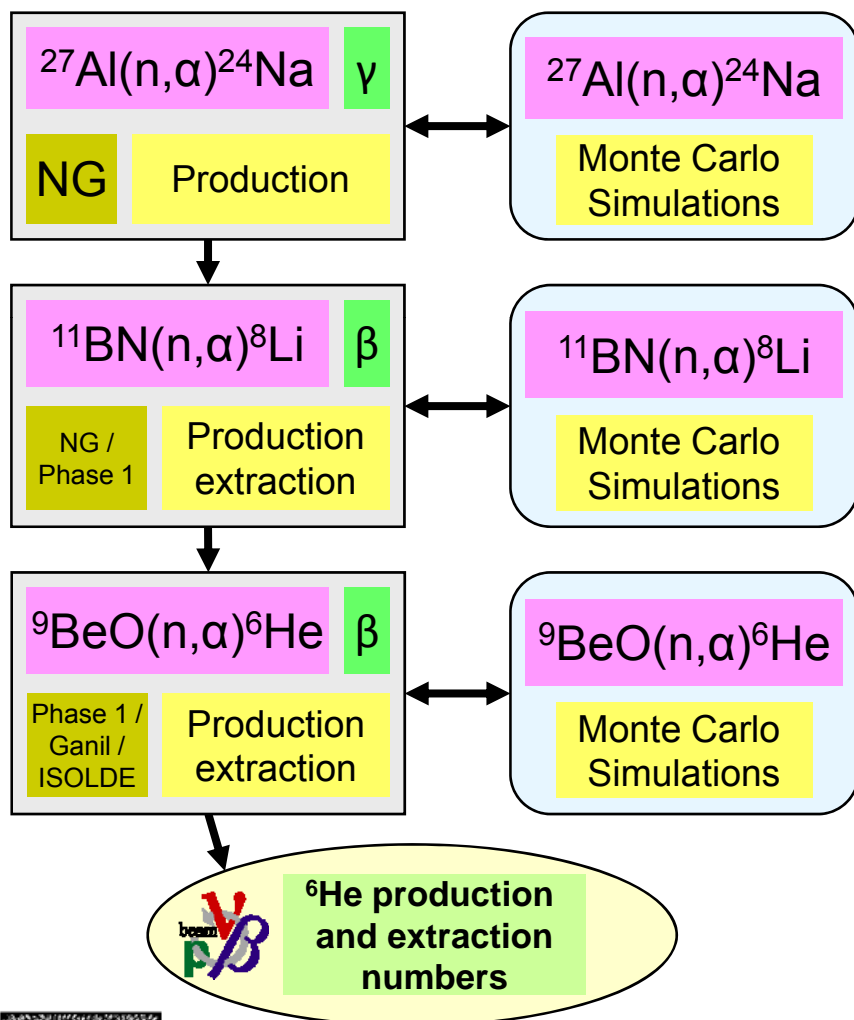 ²⁷Al(n,α)²⁴Na
γ
NG
Production
²⁷Al(n,α)²⁴Na
Monte Carlo
Simulations
¹¹BN(n,α)⁸Li
β
NG /
Phase 1
Production
extraction
¹¹BN(n,α)⁸Li
Monte Carlo
Simulations
⁹BeO(n,α)⁶He
β
Phase 1 /
Ganil /
ISOLDE
Production
extraction
⁹BeO(n,α)⁶He
Monte Carlo
Simulations
beam
⁶He production
and extraction
numbers